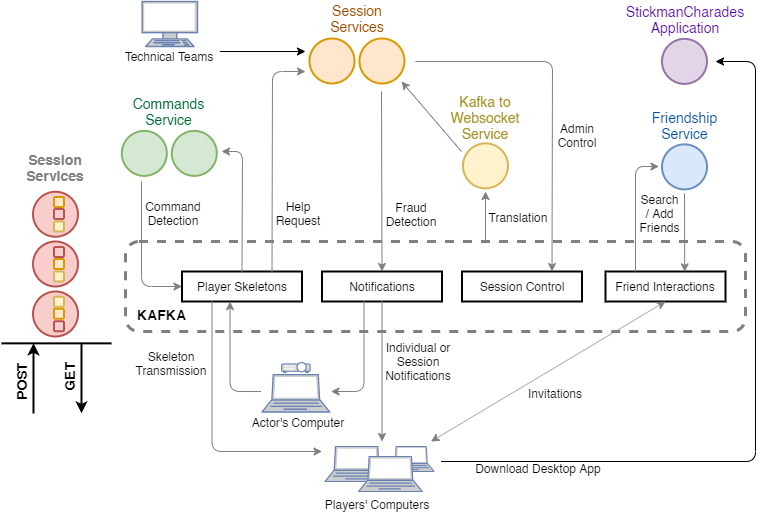 Technical Teams
Session
Services
StickmanCharades
Application
Commands
Service
Kafka to
Websocket
Service
Friendship
Service
Admin
Control
Session
Services
Command
Detection
Help
Request
Fraud
Detection
Translation
Search
/ Add
Friends
Player Skeletons
Notifications
Session Control
Friend Interactions
KAFKA
POST
GET
Skeleton
Transmission
Individual or
Session
Notifications
Invitations
Actor's Computer
Download Desktop App
Players' Computers